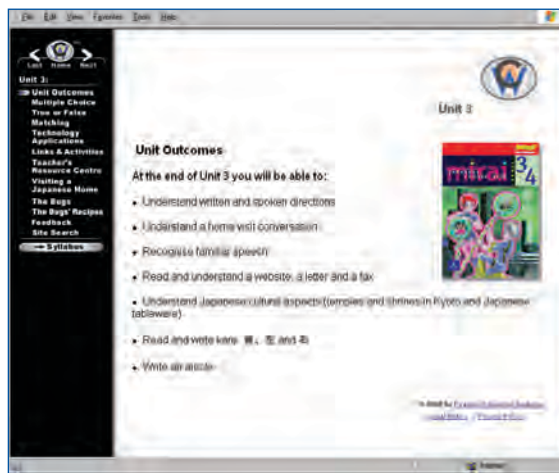 File Edit View Favorites Tools Help
Last Home Next
Unit 3:
Unit Outcomes
Multiple Choice
True or False
Matching
Technology
Applications
Links & Activities
Teacher's
Resource Centre
Visiting a
Japanese Home
The Bugs
The Bugs' Recipes
Feedback
Site Search
Syllabus
Unit 3
Unit Outcomes
At the end of Unit 3 you will be able to:
• Understand written and spoken directions
• Understand a home visit conversation
• Recognise familiar speech
• Read and understand a website, a letter and a fax
• Understand Japanese cultural aspects (temples and shrines in Kyoto and Japanese
tableware)
• Read and write
左 and 右
• Write an article
mirai 3
4
Internet